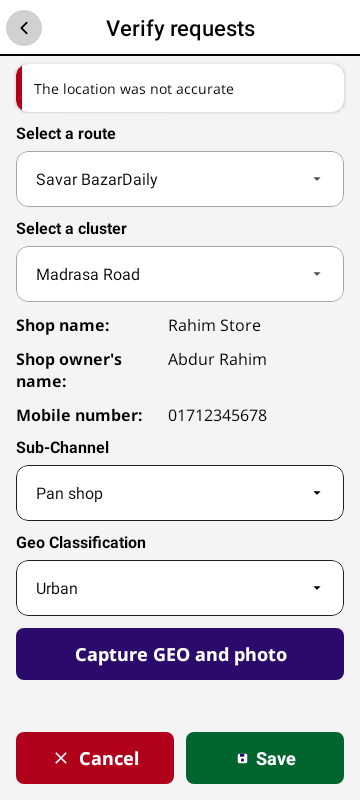 Verify requests
The location was not accurate
Select a route
Savar BazarDaily
Select a cluster
Madrasa Road
Shop name: Rahim Store
Shop owner's Abdur Rahim
name:
Mobile number: 01712345678
Sub-Channel
Pan shop
Geo Classification
Urban
Capture GEO and photo
Cancel Save